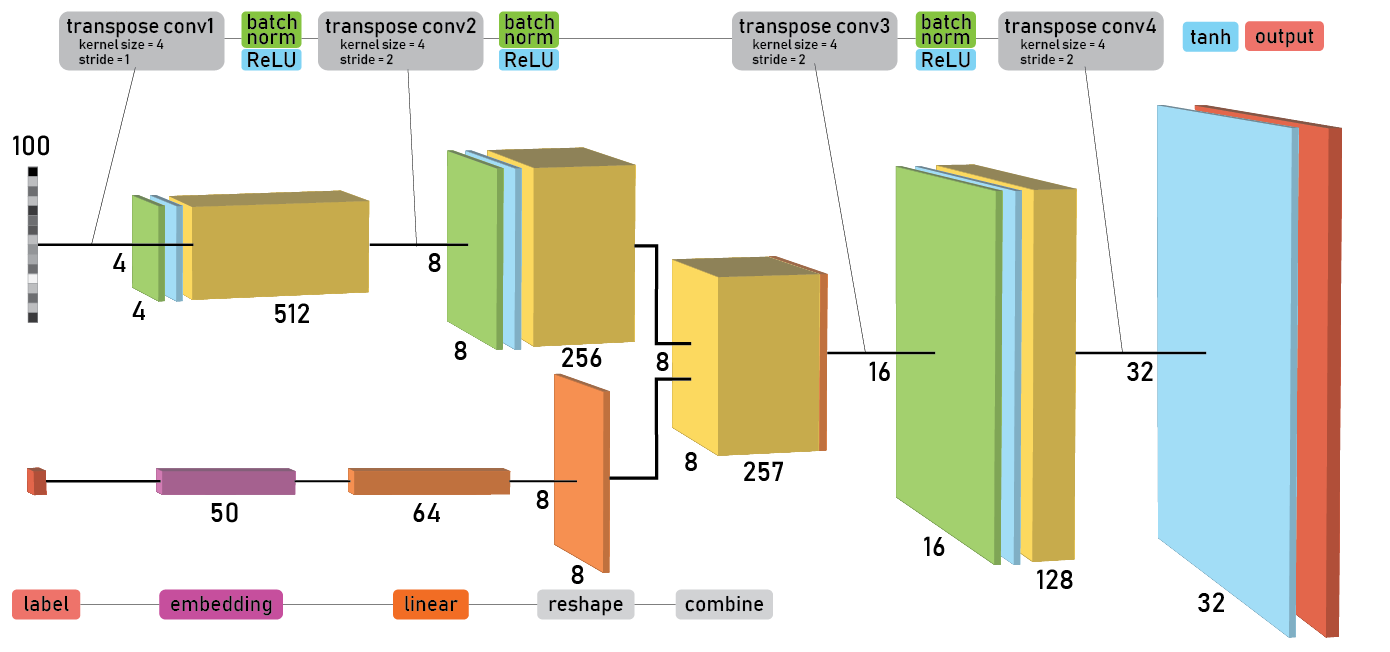 transpose conv1
kernel size = 4
stride =1
batch
norm
ReLU
transpose conv2
kernel size = 4
stride = 2
batch
norm
ReLU
transpose conv3
kernel size = 4
stride = 2
batch
norm
ReLU
transpose conv4
kernel size = 4
stride = 2
tanh
output
100
4
4
512
8
8
256
8
8
257
16
16
128
32
32
50
64
8
8
label
embedding
linear
reshape
combine